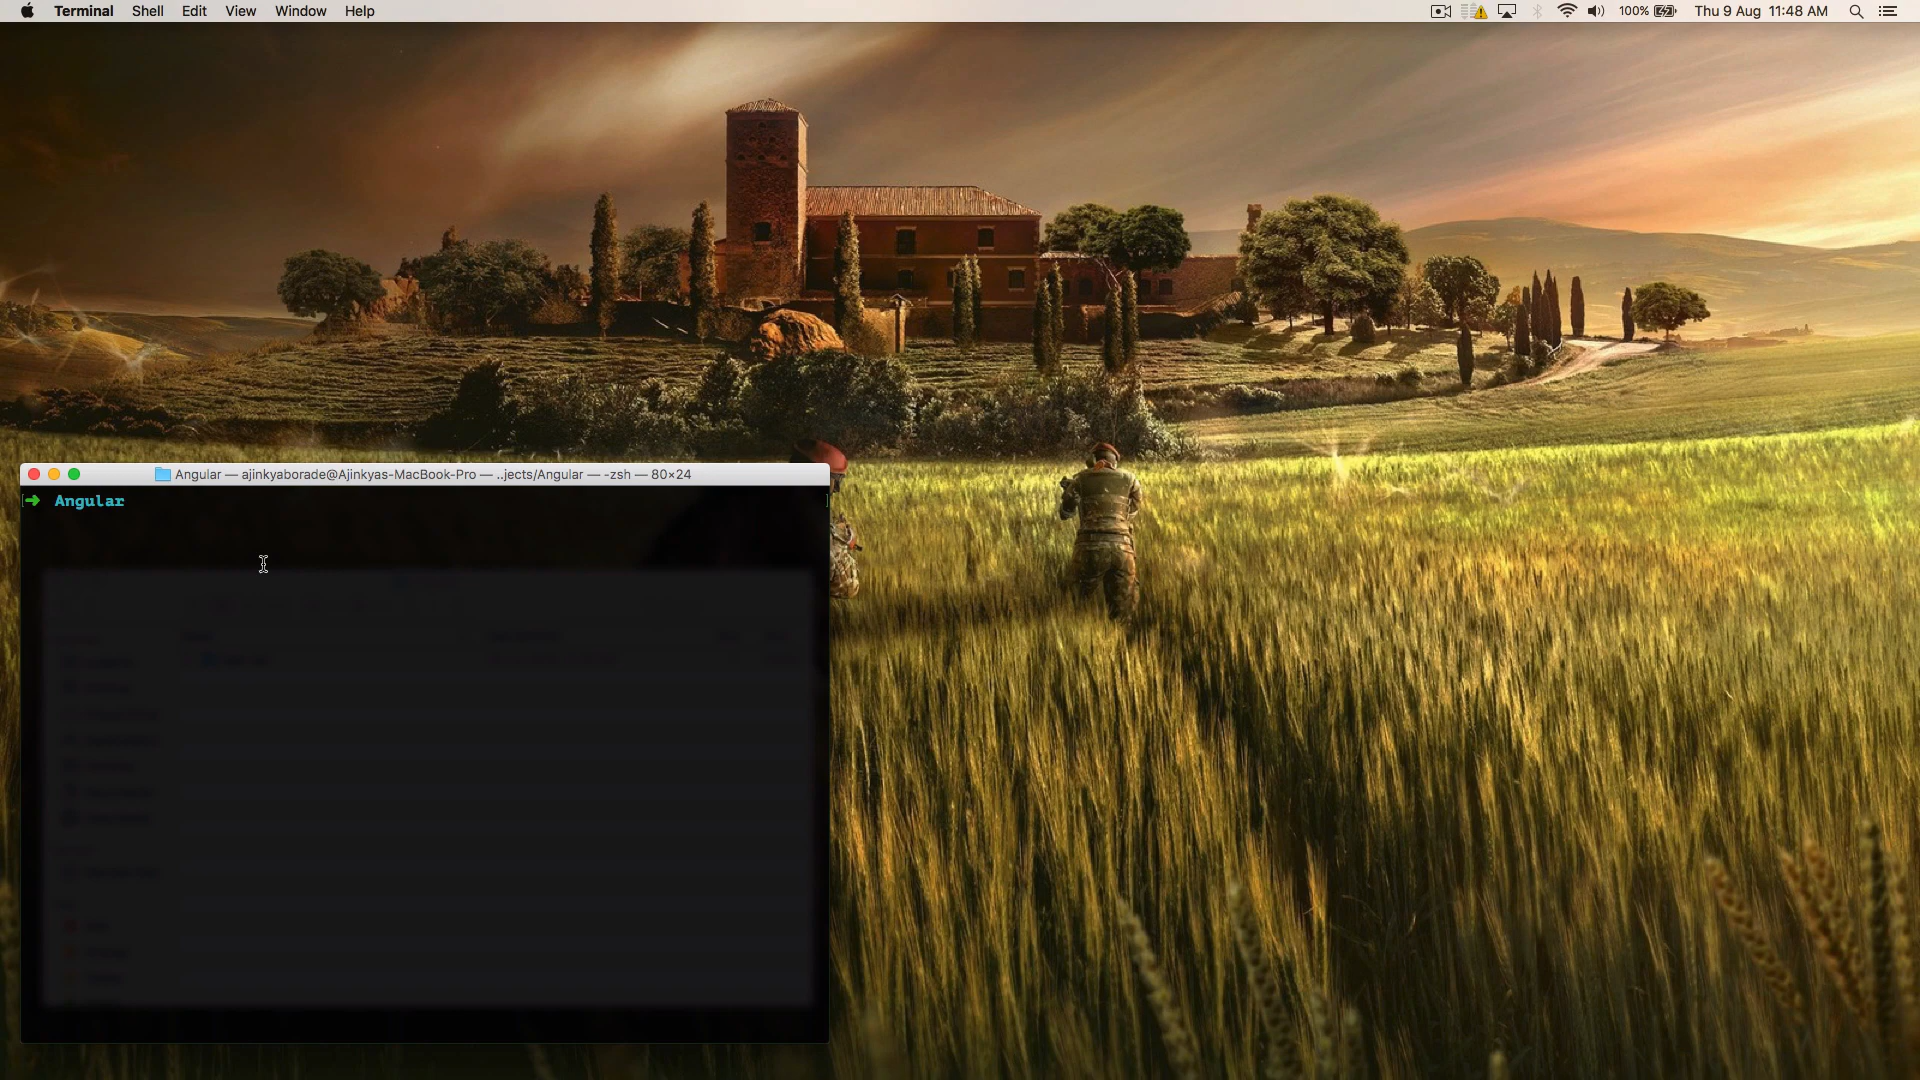 Terminal Shell Edit View Window Help 100% Thu 9 Aug 11:48 AM
Angular — ajinkyaborade@Ajinkyas-MacBook-Pro — ..jects/Angular — -zsh — 80×24
➜ Angular